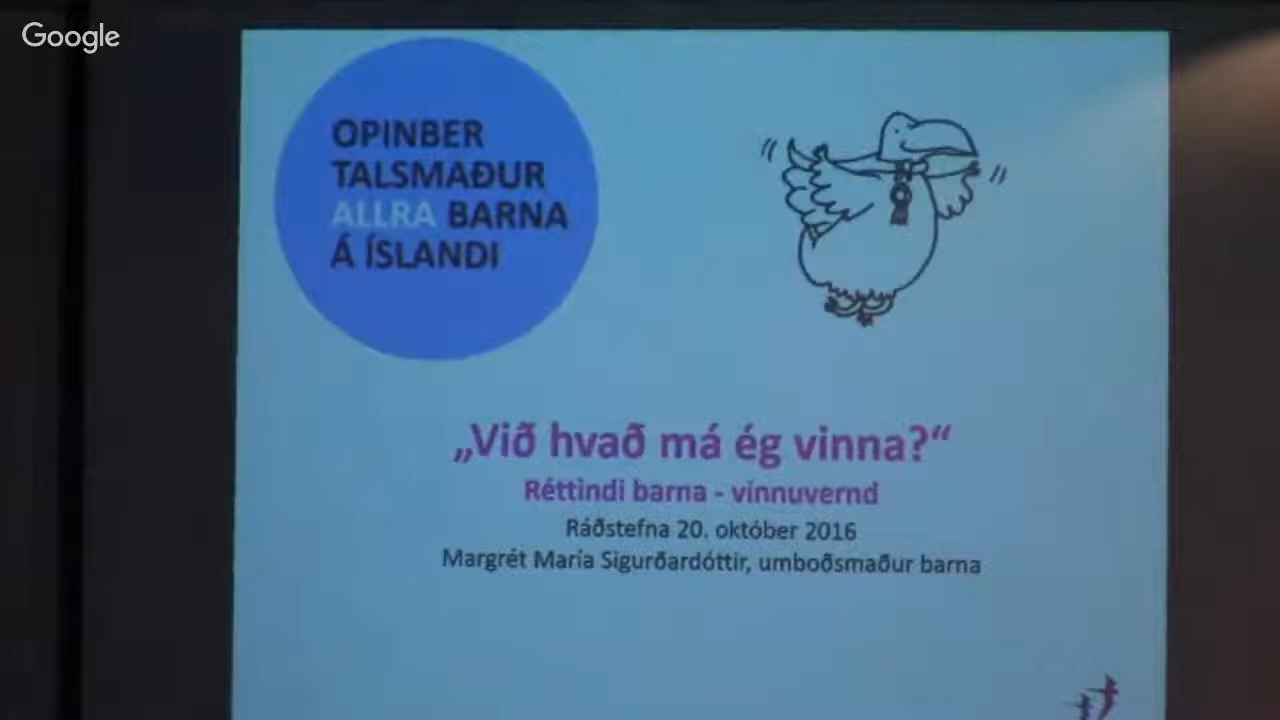 Google
OPINBER
TALSMAÐUR
ALLRA BARNA
Á ÍSLANDI
„Við hvað má ég vinna?“
Réttindi barna - vinnuvernd
Ráðstefna 20. október 2016
Margrét María Sigurðardóttir, umboðsmaður barna